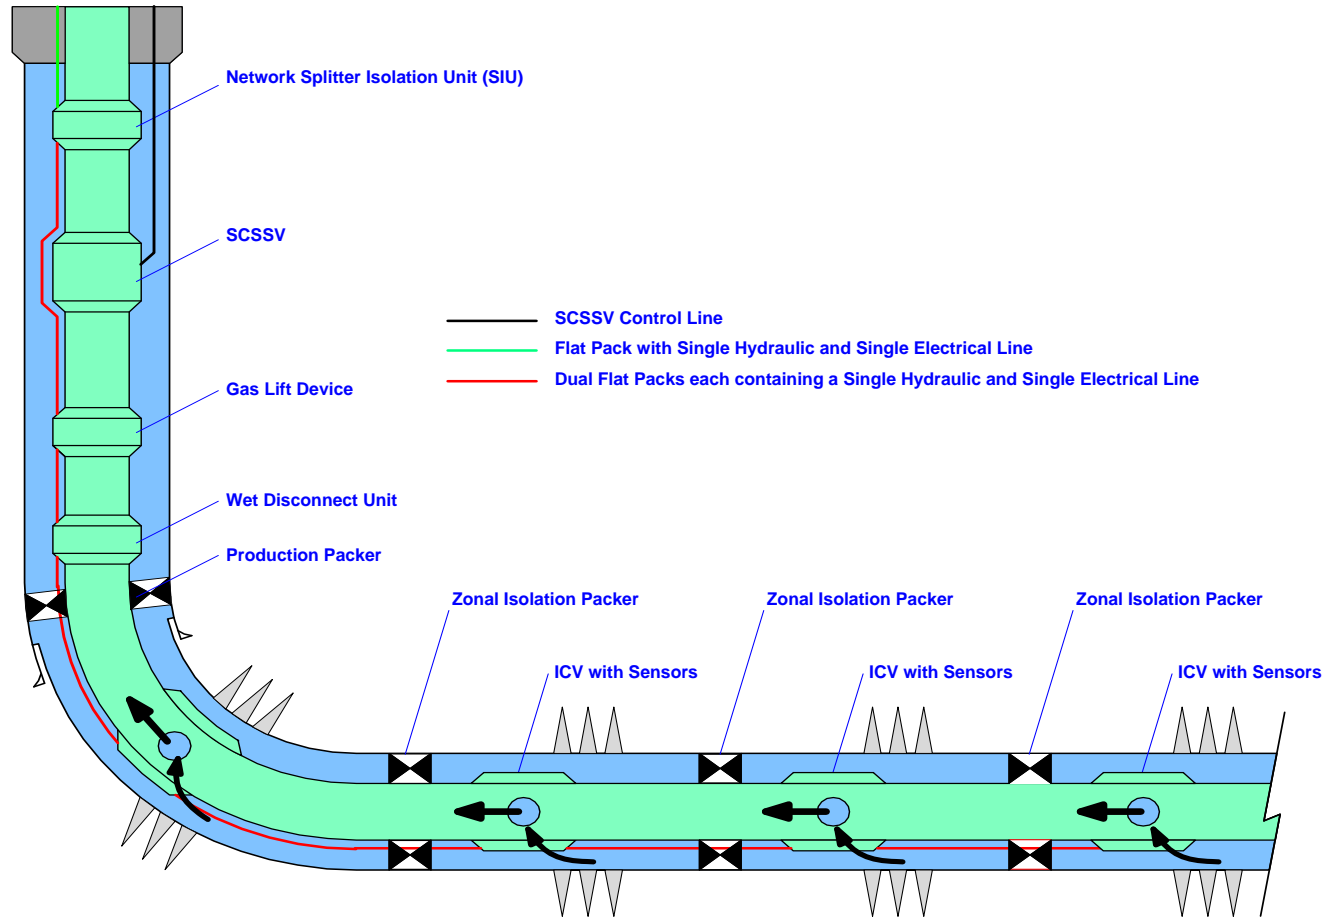 Network Splitter Isolation Unit (SIU)
SCSSV
SCSSV Control Line
Flat Pack with Single Hydraulic and Single Electrical Line
Dual Flat Packs each containing a Single Hydraulic and Single Electrical Line
Gas Lift Device
Wet Disconnect Unit
Production Packer
Zonal Isolation Packer
Zonal Isolation Packer
Zonal Isolation Packer
ICV with Sensors
ICV with Sensors
ICV with Sensors